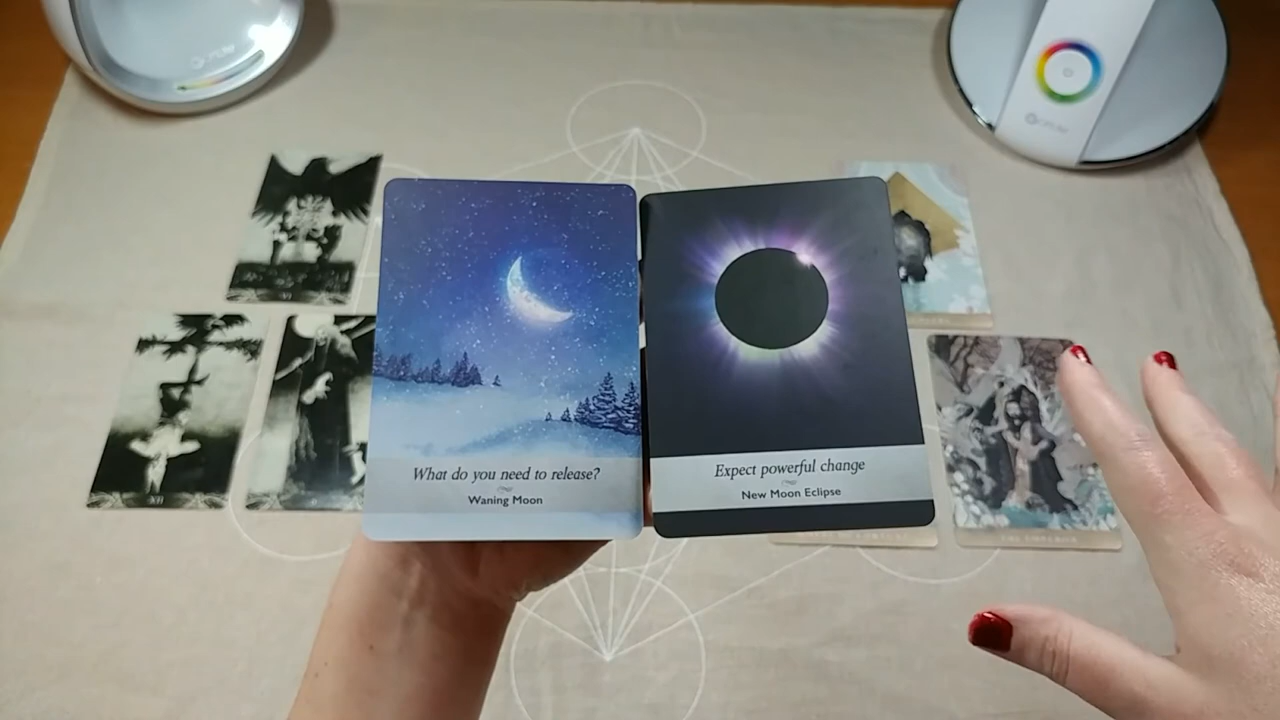 What do you need to release?
Waning Moon
Expect powerful change
New Moon Eclipse